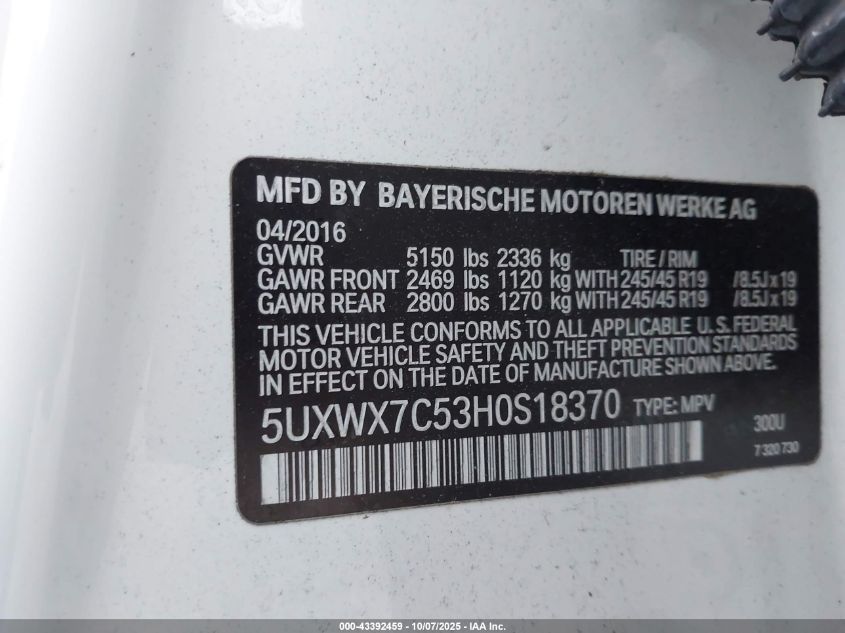 MFD BY BAYERISCHE MOTOREN WERKE AG
04/2016
GVWR 5150 lbs 2336 kg TIRE / RIM
GAWR FRONT 2469 lbs 1120 kg WITH 245/45 R19 /8.5J x 19
GAWR REAR 2800 lbs 1270 kg WITH 245/45 R19 /8.5J x 19
THIS VEHICLE CONFORMS TO ALL APPLICABLE U.S. FEDERAL
MOTOR VEHICLE SAFETY AND THEFT PREVENTION STANDARDS
IN EFFECT ON THE DATE OF MANUFACTURE SHOWN ABOVE.
5UXWX7C53H0S18370 TYPE: MPV
300U
7 320 730
000-43392459 - 10/07/2025 - IAA Inc.